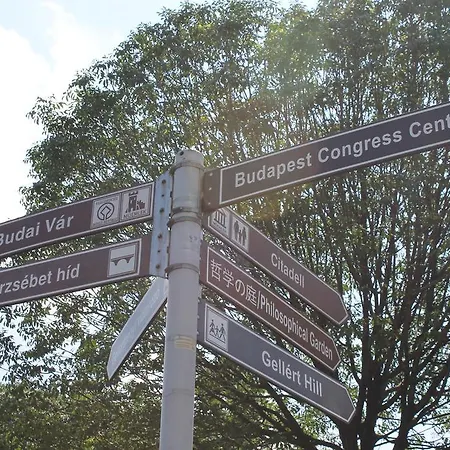 Budapest Congress Cent
Budai Vár
rzsébet híd
Citadell
哲学の庭/Philosophical Garden
Gellért Hill